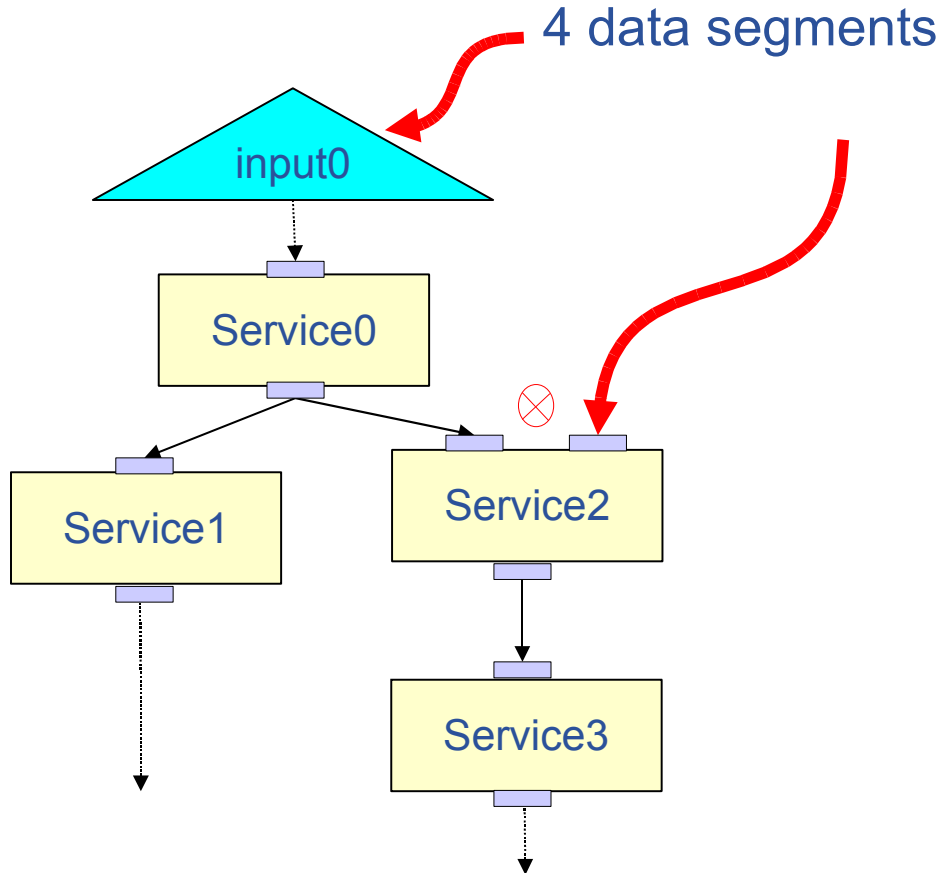 4 data segments
input0
Service0
Service1
Service2
Service3